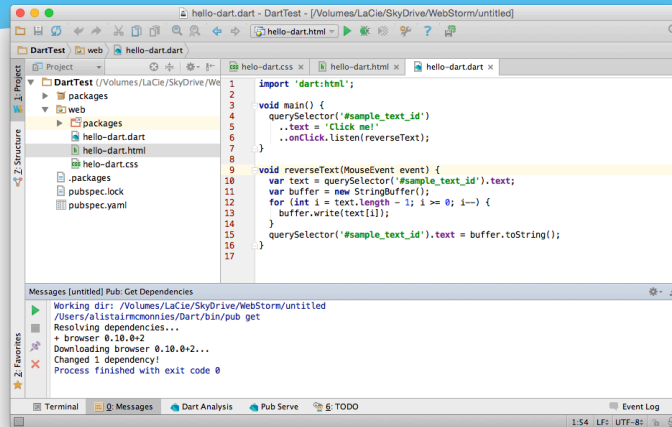 hello-dart.dart - DartTest - [/Volumes/LaCie/SkyDrive/WebStorm/untitled]
hello-dart.html
DartTest web hello-dart.dart
Project
helo-dart.css × hello-dart.html × hello-dart.dart ×
1: Project
Z: Structure
2: Favorites
DartTest (/Volumes/LaCie/SkyDrive/We
packages
web
packages
hello-dart.dart
hello-dart.html
helo-dart.css
.packages
pubspec.lock
pubspec.yaml
1 import 'dart:html';
2
3 void main() {
4 querySelector('#sample_text_id')
5 ..text = 'Click me!'
6 ..onClick.listen(reverseText);
7 }
8
9 void reverseText(MouseEvent event) {
10 var text = querySelector('#sample_text_id').text;
11 var buffer = new StringBuffer();
12 for (int i = text.length - 1; i >= 0; i--) {
13 buffer.write(text[i]);
14 }
15 querySelector('#sample_text_id').text = buffer.toString();
16 }
17
Messages [untitled] Pub: Get Dependencies
Working dir: /Volumes/LaCie/SkyDrive/WebStorm/untitled
/Users/alistairmcmonnies/Dart/bin/pub get
Resolving dependencies...
+ browser 0.10.0+2
Downloading browser 0.10.0+2...
Changed 1 dependency!
Process finished with exit code 0
Terminal 0: Messages Dart Analysis Pub Serve 6: TODO Event Log
1:54 LF UTF-8